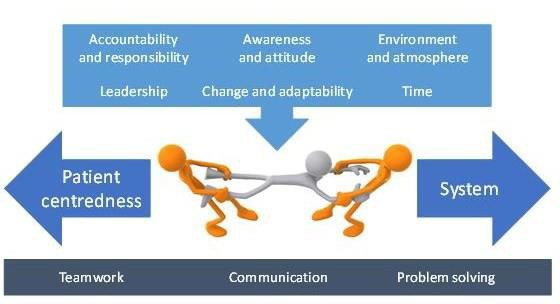 Accountability
and responsibility
Awareness
and attitude
Environment
and atmosphere
Leadership
Change and adaptability
Time
Patient
centredness
System
Teamwork
Communication
Problem solving